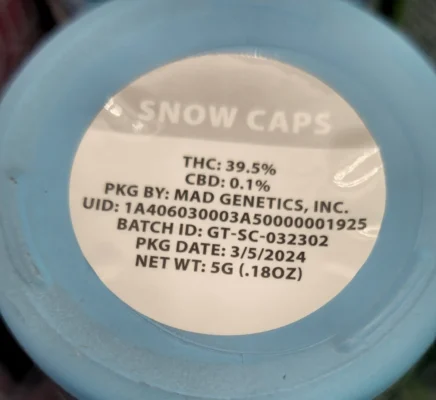 SNOW CAPS
THC: 39.5%
CBD: 0.1%
PKG BY: MAD GENETICS, INC.
UID: 1A406030003A50000001925
BATCH ID: GT-SC-032302
PKG DATE: 3/5/2024
NET WT: 5G (.18OZ)